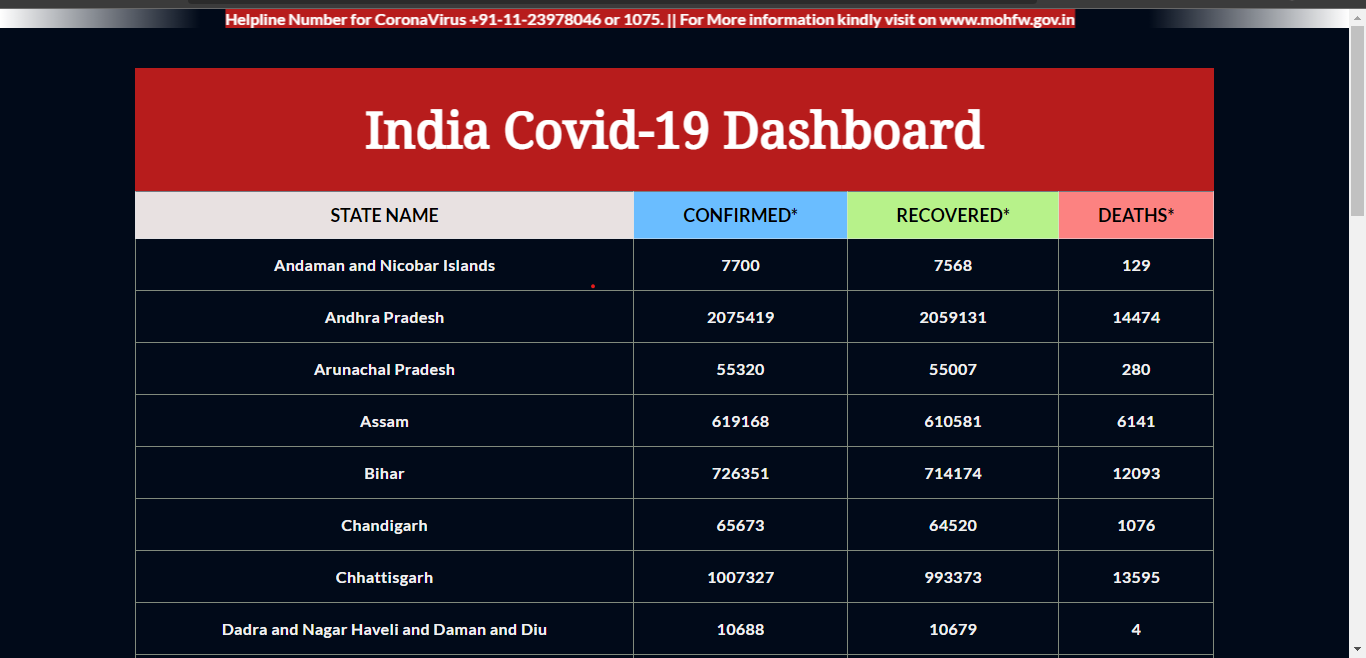 Helpline Number for CoronaVirus +91-11-23978046 or 1075. || For More information kindly visit on www.mohfw.gov.in
India Covid-19 Dashboard
STATE NAME CONFIRMED* RECOVERED* DEATHS*
Andaman and Nicobar Islands 7700 7568 129
Andhra Pradesh 2075419 2059131 14474
Arunachal Pradesh 55320 55007 280
Assam 619168 610581 6141
Bihar 726351 714174 12093
Chandigarh 65673 64520 1076
Chhattisgarh 1007327 993373 13595
Dadra and Nagar Haveli and Daman and Diu 10688 10679 4